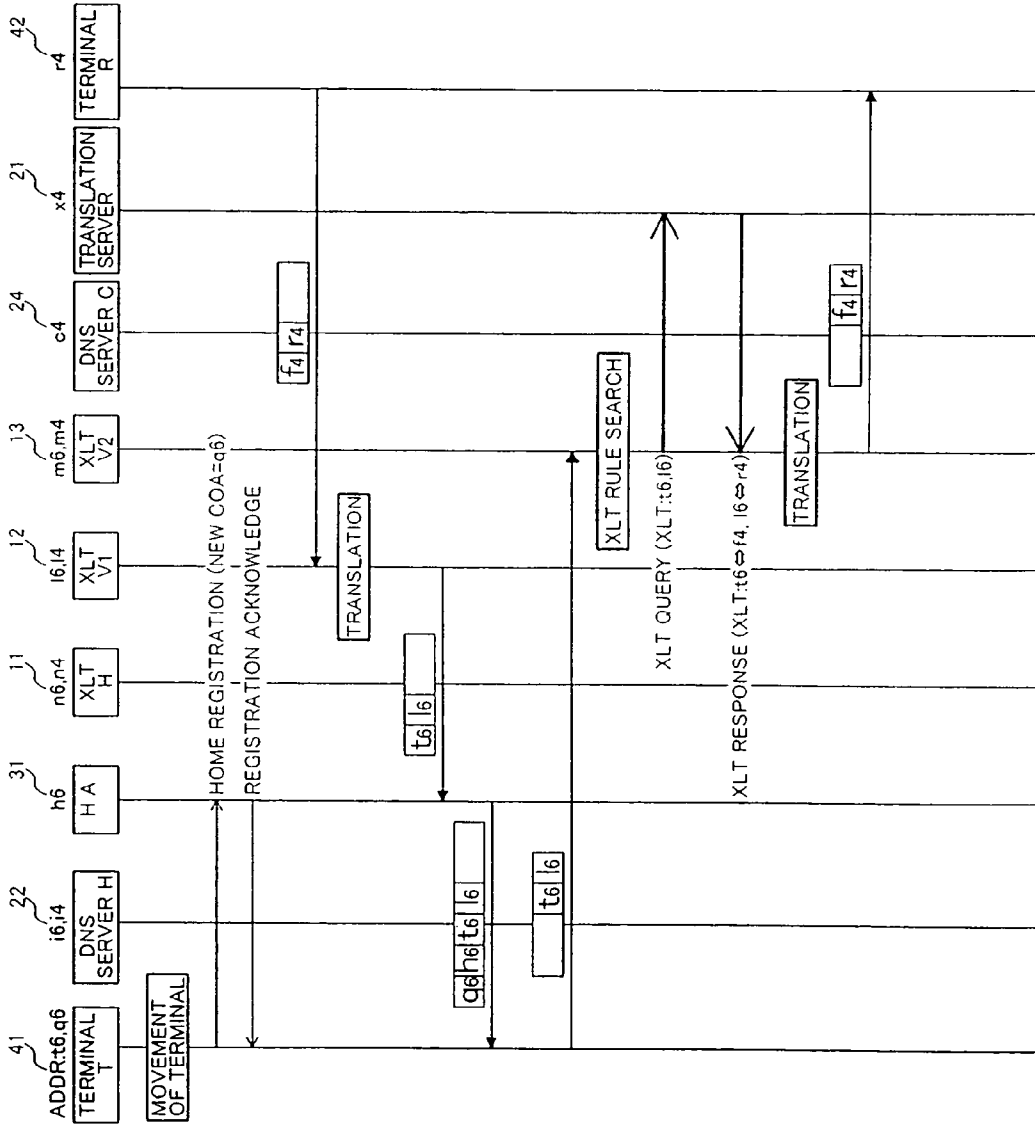 41
ADDR:t6,q6
TERMINAL
T
22
i6,i4
DNS
SERVER H
31
h6
H A
11
n6,n4
XLT
H
12
l6,l4
XLT
V1
13
m6,m4
XLT
V2
24
c4
DNS
SERVER C
21
x4
TRANSLATION
SERVER
42
r4
TERMINAL
R
MOVEMENT
OF TERMINAL
HOME REGISTRATION (NEW COA=q6)
REGISTRATION ACKNOWLEDGE
f4 r4
TRANSLATION
t6 l6
q6 h6 t6 l6
t6 l6
XLT RULE SEARCH
XLT QUERY (XLT:t6,l6)
XLT RESPONSE (XLT:t6⇔f4, l6⇔r4)
TRANSLATION
f4 r4